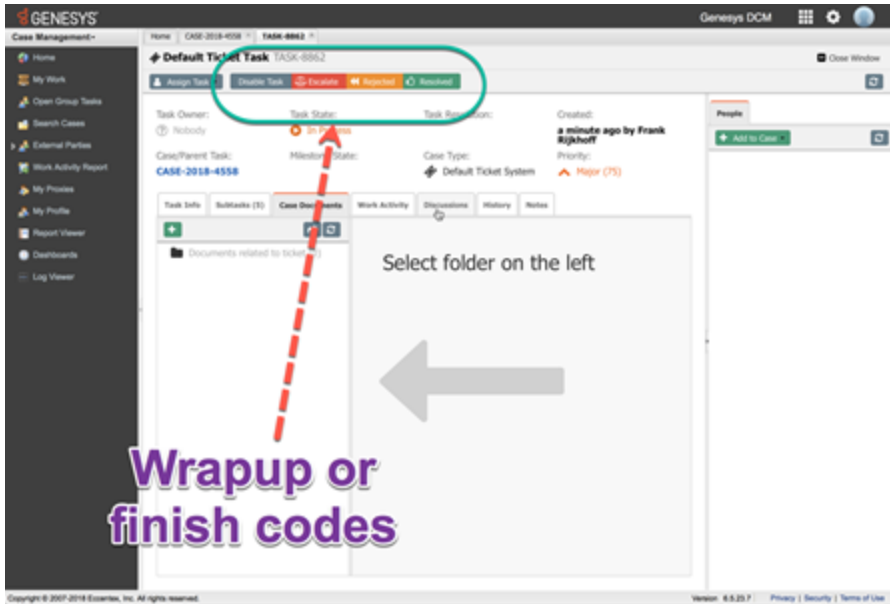 GENESYS Genesys DCM
Case Management Home CASE-2018-4558 TASK-8862
Home
Default Ticket Task TASK-8862 Close Window
My Work
Assign Task Disable Task Escalate Rejected Resolved
Open Group Tasks
Search Cases
External Parties
Work Activity Report
My Proxies
My Profile
Report Viewer
Dashboards
Log Viewer
Task Owner: Task State: Created:
Nobody In Progress a minute ago by Frank
Rijkhoff
Case/Parent Task: Case Type: Priority:
CASE-2018-4558 Default Ticket System Major (75)
People
Add to Case
Task Info Subtasks (5) Case Documents Work Activity Discussions History Notes
Documents related to ticket
Select folder on the left
Wrapup or
finish codes
Copyright © 2007-2018 Eccentex, Inc. All rights reserved. Version 8.5.23.7 Privacy | Security | Terms of Use